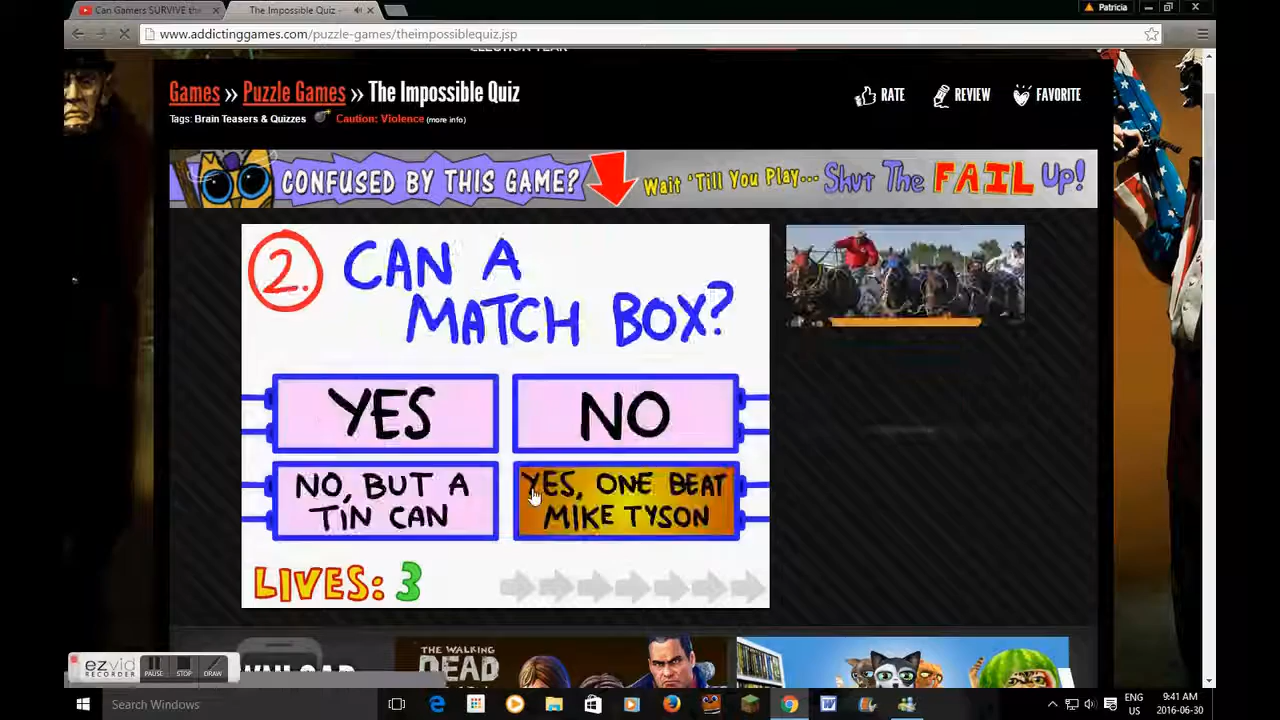 Can Gamers SURVIVE the
The Impossible Quiz -
Patricia
www.addictinggames.com/puzzle-games/theimpossiblequiz.jsp
ELECTION YEAR
Games » Puzzle Games » The Impossible Quiz
RATE
REVIEW
FAVORITE
Tags: Brain Teasers & Quizzes
Caution: Violence (more info)
CONFUSED BY THIS GAME?
Wait 'Till You Play... Shut The FAIL Up!
2. CAN A
MATCH BOX?
YES
NO
NO, BUT A
TIN CAN
YES, ONE BEAT
MIKE TYSON
LIVES: 3
THE WALKING
DEAD
ezvid
RECORDER
PAUSE
STOP
DRAW
Search Windows
ENG
US
9:41 AM
2016-06-30